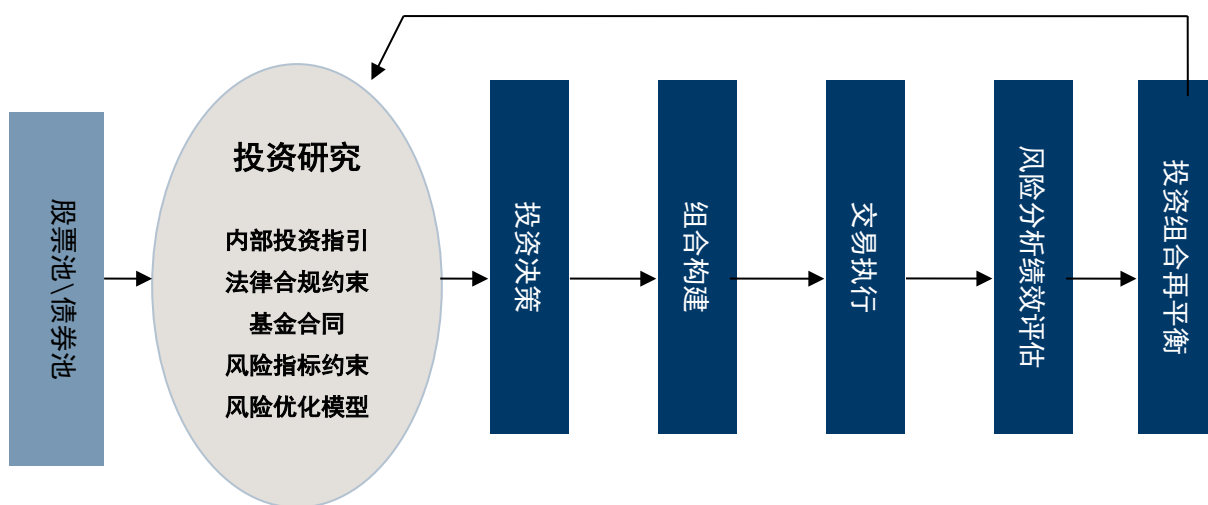 股票池\债券池
投资研究
内部投资指引
法律合规约束
基金合同
风险指标约束
风险优化模型
投资决策
组合构建
交易执行
风险分析绩效评估
投资组合再平衡